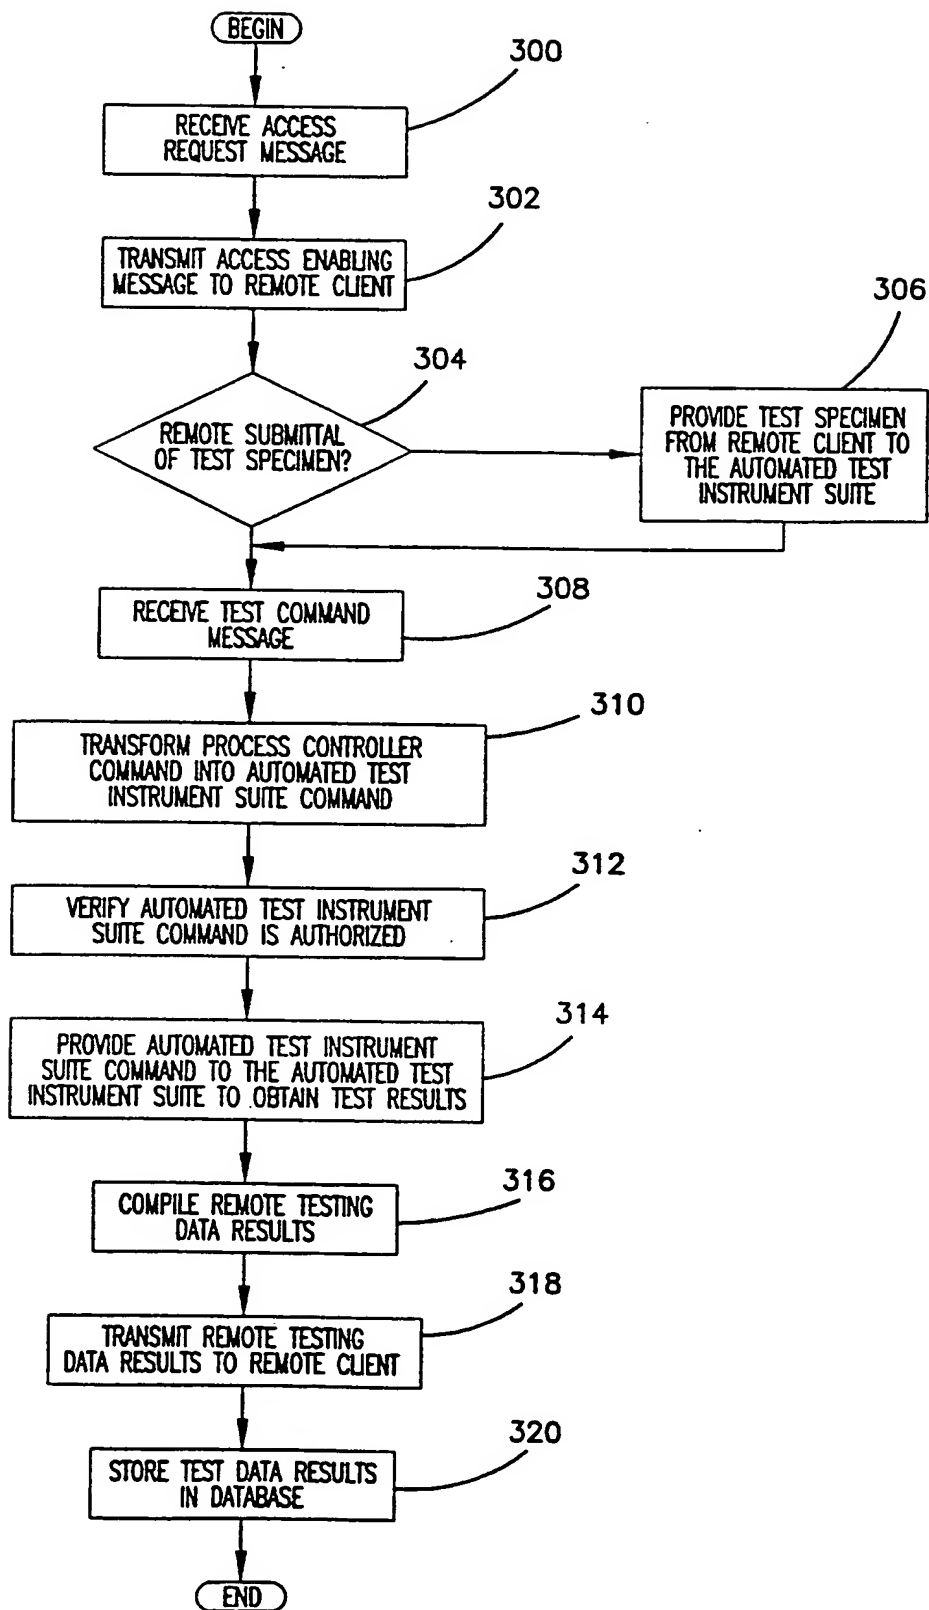 BEGIN
300
RECEIVE ACCESS
REQUEST MESSAGE
302
TRANSMIT ACCESS ENABLING
MESSAGE TO REMOTE CLIENT
304
REMOTE SUBMITTAL
OF TEST SPECIMEN?
306
PROVIDE TEST SPECIMEN
FROM REMOTE CLIENT TO
THE AUTOMATED TEST
INSTRUMENT SUITE
308
RECEIVE TEST COMMAND
MESSAGE
310
TRANSFORM PROCESS CONTROLLER
COMMAND INTO AUTOMATED TEST
INSTRUMENT SUITE COMMAND
312
VERIFY AUTOMATED TEST INSTRUMENT
SUITE COMMAND IS AUTHORIZED
314
PROVIDE AUTOMATED TEST INSTRUMENT
SUITE COMMAND TO THE AUTOMATED TEST
INSTRUMENT SUITE TO OBTAIN TEST RESULTS
316
COMPILE REMOTE TESTING
DATA RESULTS
318
TRANSMIT REMOTE TESTING
DATA RESULTS TO REMOTE CLIENT
320
STORE TEST DATA RESULTS
IN DATABASE
END